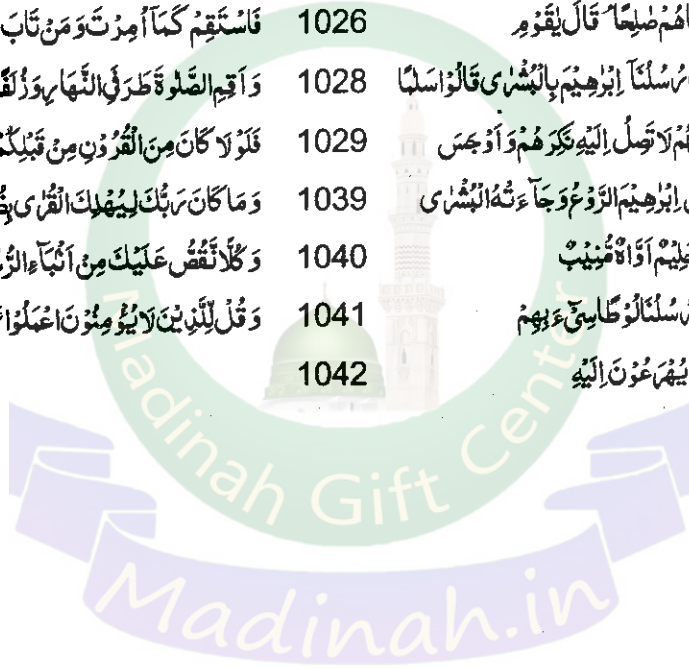 اهُمْ صٰلِحًا ۘ قَالَ يٰقَوْمِ 1026 فَاسْتَقِمْ كَمَاۤ اُمِرْتَ وَ مَنْ تَابَ
رُسُلُنَاۤ اِبْرٰهِيْمَ بِالْبُشْرٰى قَالُوْا سَلٰمًا 1028 وَ اَقِمِ الصَّلٰوةَ طَرَفَيِ النَّهَارِ وَ زُلَفًا
لَا تَصِلُ اِلَيْهِ نَكِرَهُمْ وَ اَوْجَسَ 1029 فَلَوْ لَا كَانَ مِنَ الْقُرُوْنِ مِنْ قَبْلِكُمْ
اِبْرٰهِيْمَ الرَّوْعُ وَ جَآءَتْهُ الْبُشْرٰى 1039 وَ مَا كَانَ رَبُّكَ لِيُهْلِكَ الْقُرٰى
اَوَّاهٌ مُّنِيْبٌ 1040 وَ كُلًّا نَّقُصُّ عَلَيْكَ مِنْ اَنْۢبَآءِ
رُسُلُنَا لُوْطًا سِیْٓءَ بِهِمْ 1041 وَ قُلْ لِّلَّذِيْنَ لَا يُؤْمِنُوْنَ اعْمَلُوْا
يُهْرَعُوْنَ اِلَيْهِ 1042
Madinah Gift Center
Madinah.in